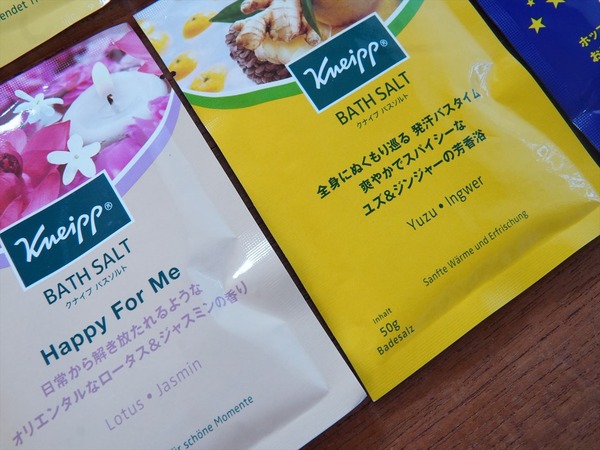 Kneipp®
BATH SALT
クナイプ バスソルト
Happy For Me
日常から解き放たれるような
オリエンタルなロータス&ジャスミンの香り
Lotus • Jasmin
schöne Momente
Kneipp®
BATH SALT
クナイプ バスソルト
全身にぬくもり巡る 発汗バスタイム
爽やかでスパイシーな
ユズ&ジンジャーの芳香浴
Yuzu • Ingwer
Sanfte Wärme und Erfrischung
Inhalt
50g
Badesalz
ホップ